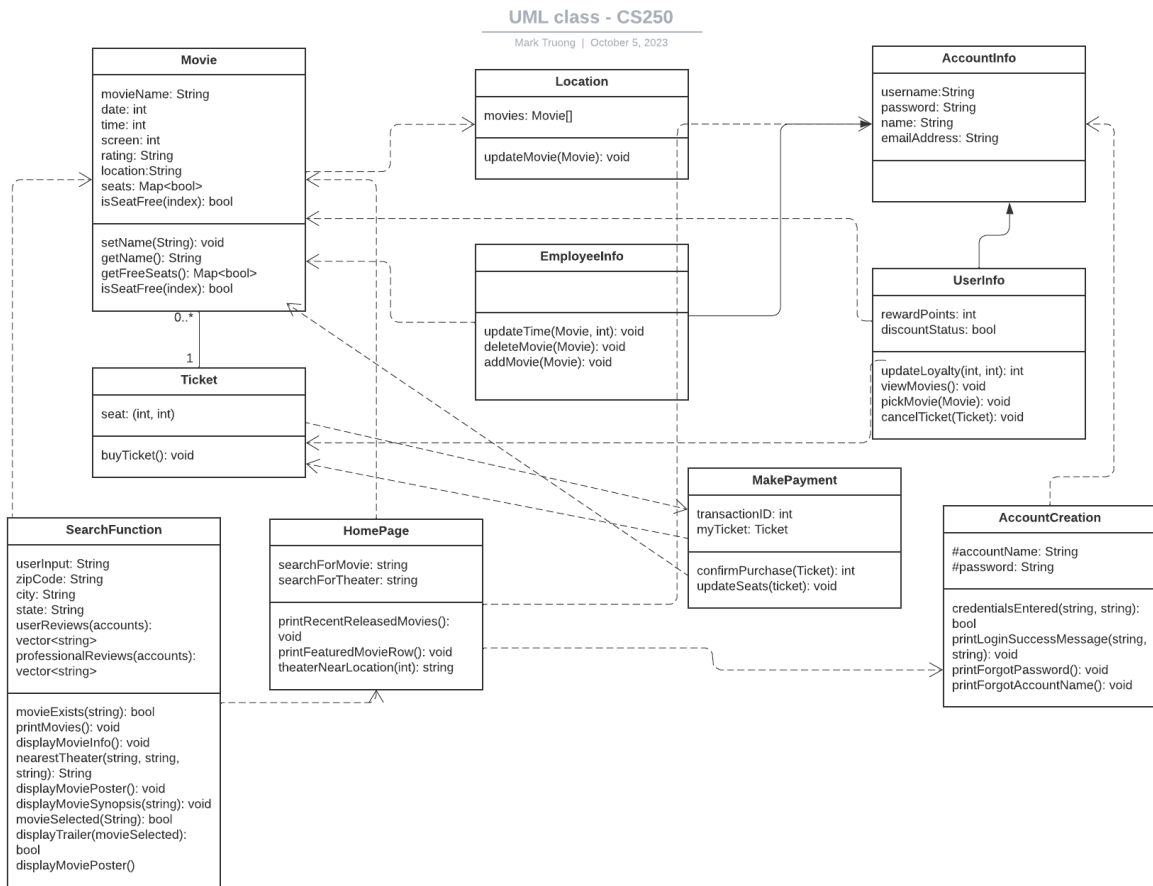 UML class - CS250
Mark Truong | October 5, 2023
Movie
movieName: String
date: int
time: int
screen: int
rating: String
location:String
seats: Map<bool>
isSeatFree(index): bool
setName(String): void
getName(): String
getFreeSeats(): Map<bool>
isSeatFree(index): bool
0..*
1
Location
movies: Movie[]
updateMovie(Movie): void
AccountInfo
username:String
password: String
name: String
emailAddress: String
EmployeeInfo
updateTime(Movie, int): void
deleteMovie(Movie): void
addMovie(Movie): void
UserInfo
rewardPoints: int
discountStatus: bool
updateLoyalty(int, int): int
viewMovies(): void
pickMovie(Movie): void
cancelTicket(Ticket): void
Ticket
seat: (int, int)
buyTicket(): void
MakePayment
transactionID: int
myTicket: Ticket
confirmPurchase(Ticket): int
updateSeats(ticket): void
SearchFunction
userInput: String
zipCode: String
city: String
state: String
userReviews(accounts):
vector<string>
professionalReviews(accounts):
vector<string>
movieExists(string): bool
printMovies(): void
displayMovieInfo(): void
nearestTheater(string, string,
string): String
displayMoviePoster(): void
displayMovieSynopsis(string): void
movieSelected(String): bool
displayTrailer(movieSelected):
bool
displayMoviePoster()
HomePage
searchForMovie: string
searchForTheater: string
printRecentReleasedMovies():
void
printFeaturedMovieRow(): void
theaterNearLocation(int): string
AccountCreation
#accountName: String
#password: String
credentialsEntered(string, string):
bool
printLoginSuccessMessage(string,
string): void
printForgotPassword(): void
printForgotAccountName(): void